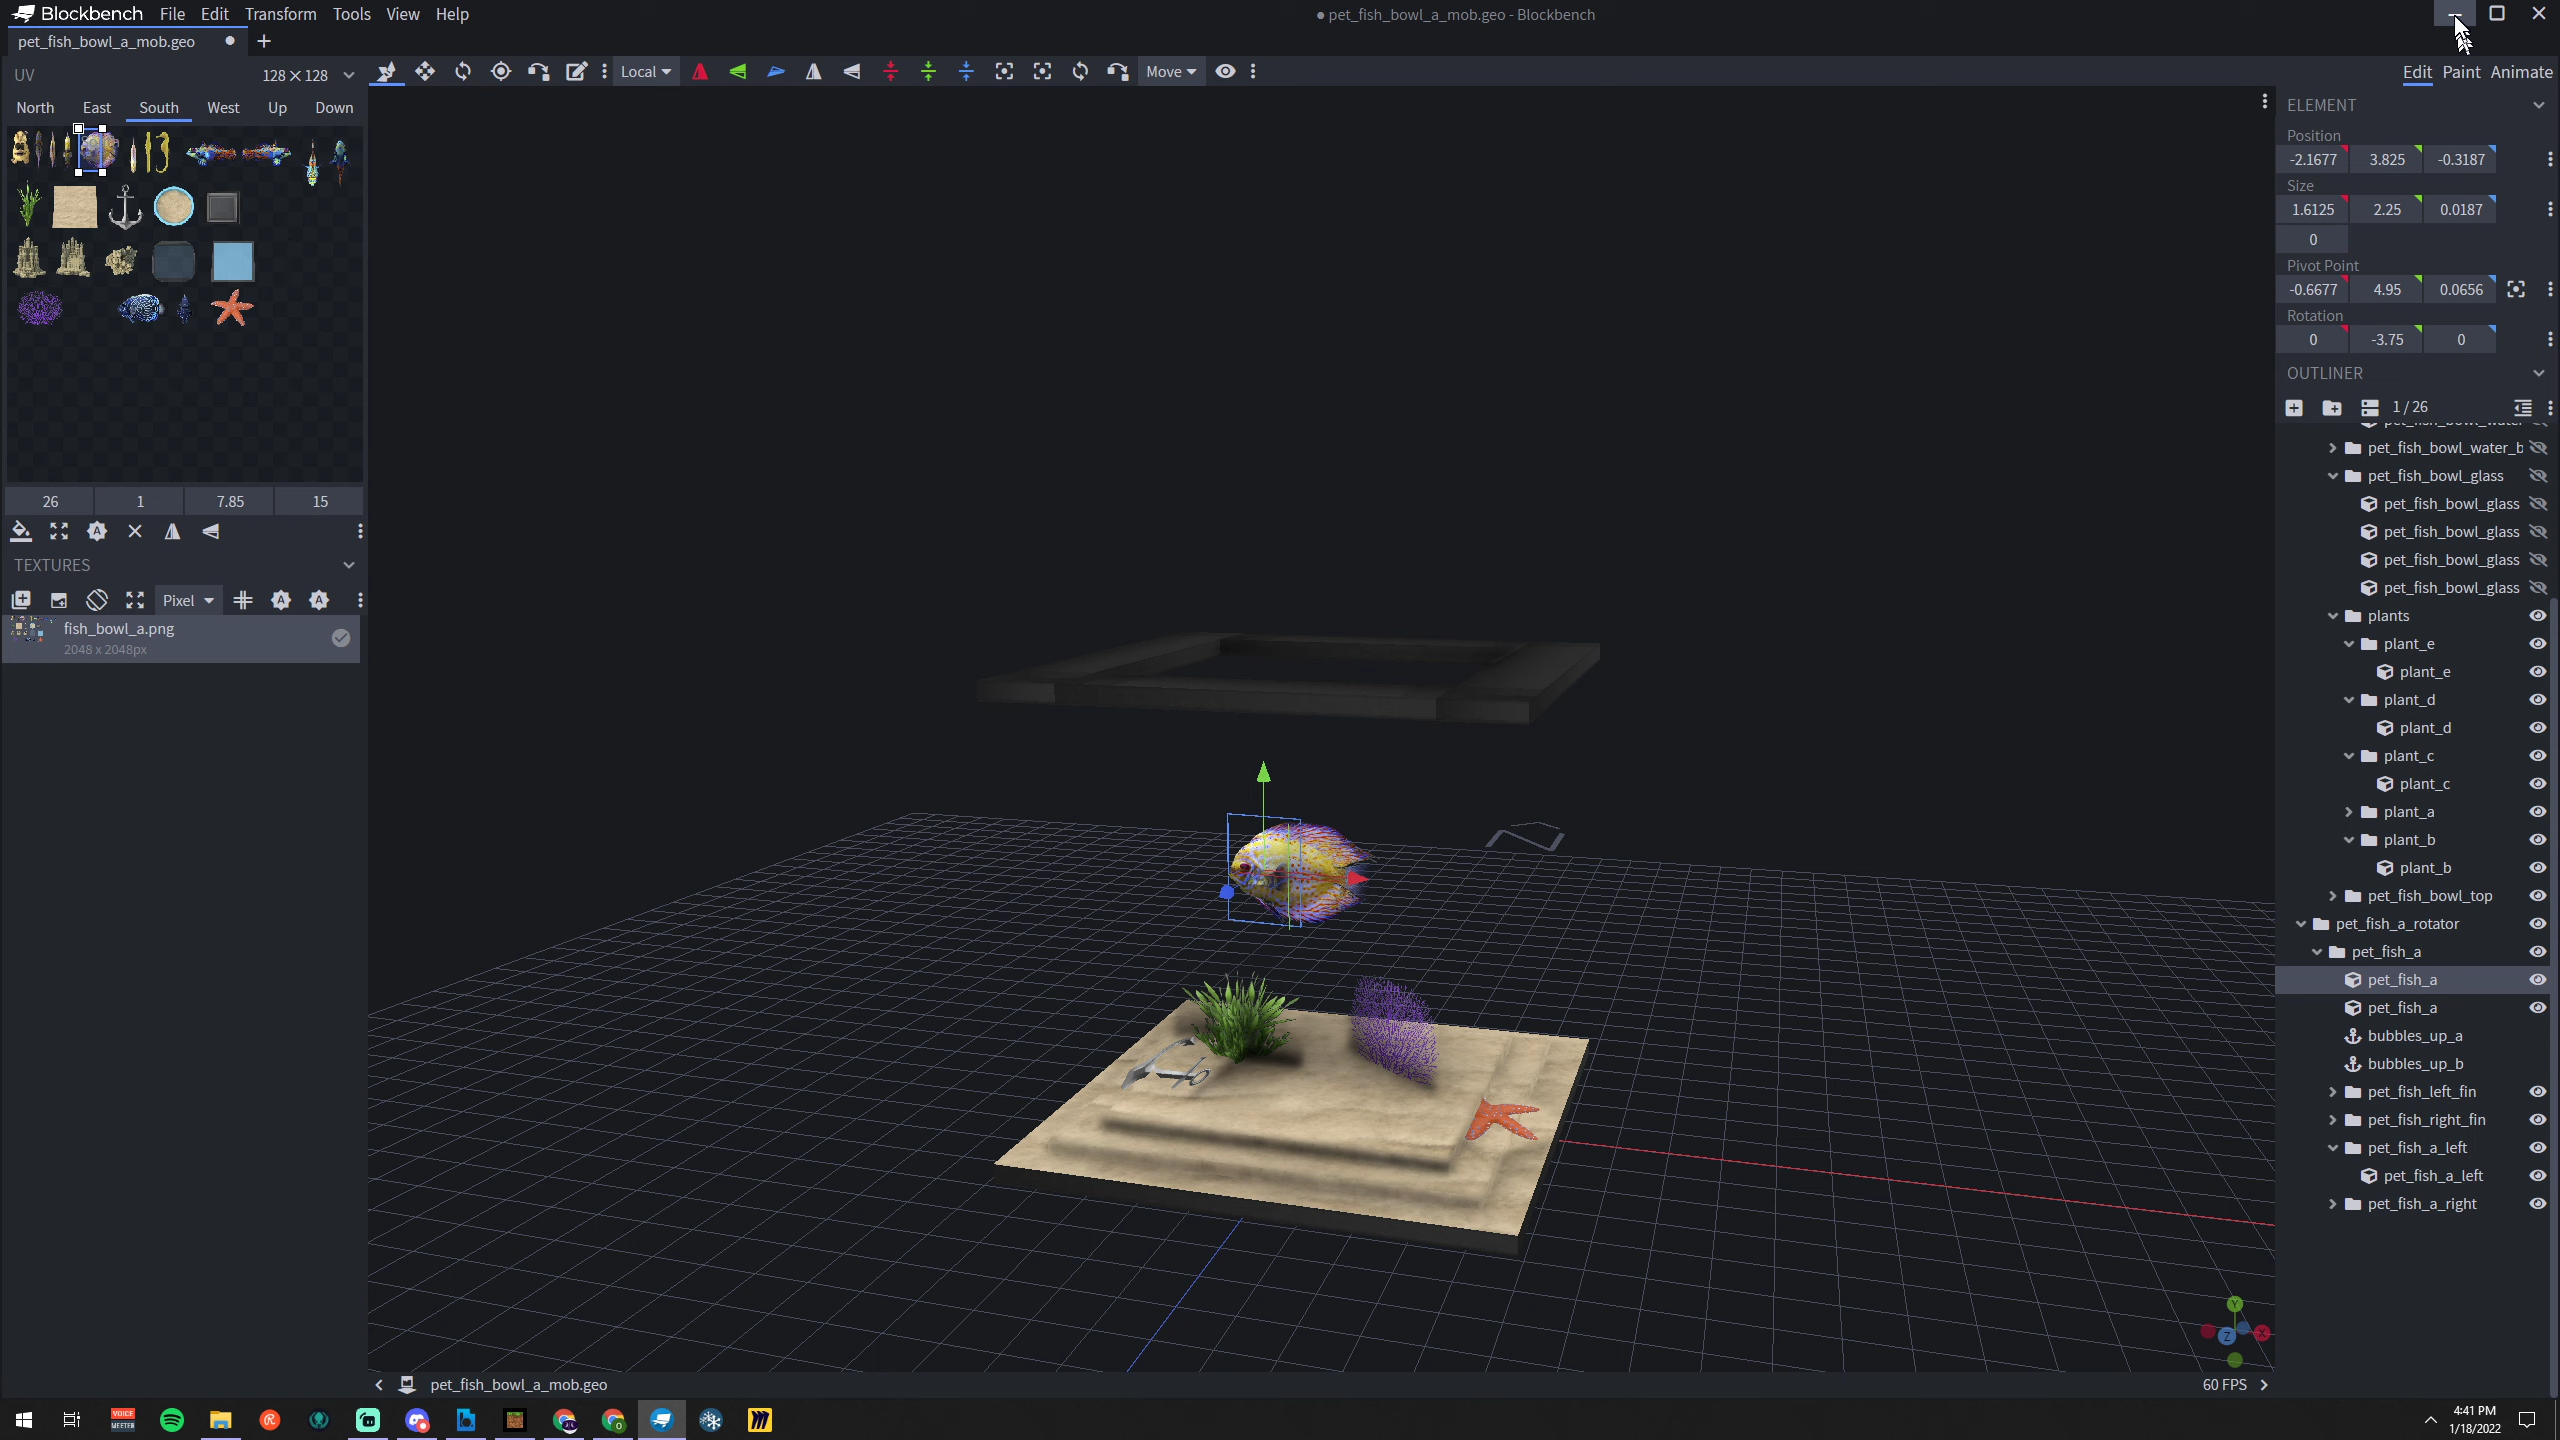 Blockbench File Edit Transform Tools View Help
● pet_fish_bowl_a_mob.geo - Blockbench
pet_fish_bowl_a_mob.geo
UV 128 × 128
Local
Move
Edit Paint Animate
North East South West Up Down
ELEMENT
Position
-2.1677 3.825 -0.3187
Size
1.6125 2.25 0.0187
0
Pivot Point
-0.6677 4.95 0.0656
Rotation
0 -3.75 0
OUTLINER
1 / 26
pet_fish_bowl_water
pet_fish_bowl_water_b
pet_fish_bowl_glass
pet_fish_bowl_glass
pet_fish_bowl_glass
pet_fish_bowl_glass
pet_fish_bowl_glass
plants
plant_e
plant_e
plant_d
plant_d
plant_c
plant_c
plant_a
plant_b
plant_b
pet_fish_bowl_top
pet_fish_a_rotator
pet_fish_a
pet_fish_a
pet_fish_a
bubbles_up_a
bubbles_up_b
pet_fish_left_fin
pet_fish_right_fin
pet_fish_a_left
pet_fish_a_left
pet_fish_a_right
26 1 7.85 15
TEXTURES
Pixel
fish_bowl_a.png
2048 x 2048px
Y
X
Z
pet_fish_bowl_a_mob.geo
60 FPS
VOICE
MEETER
4:41 PM
1/18/2022